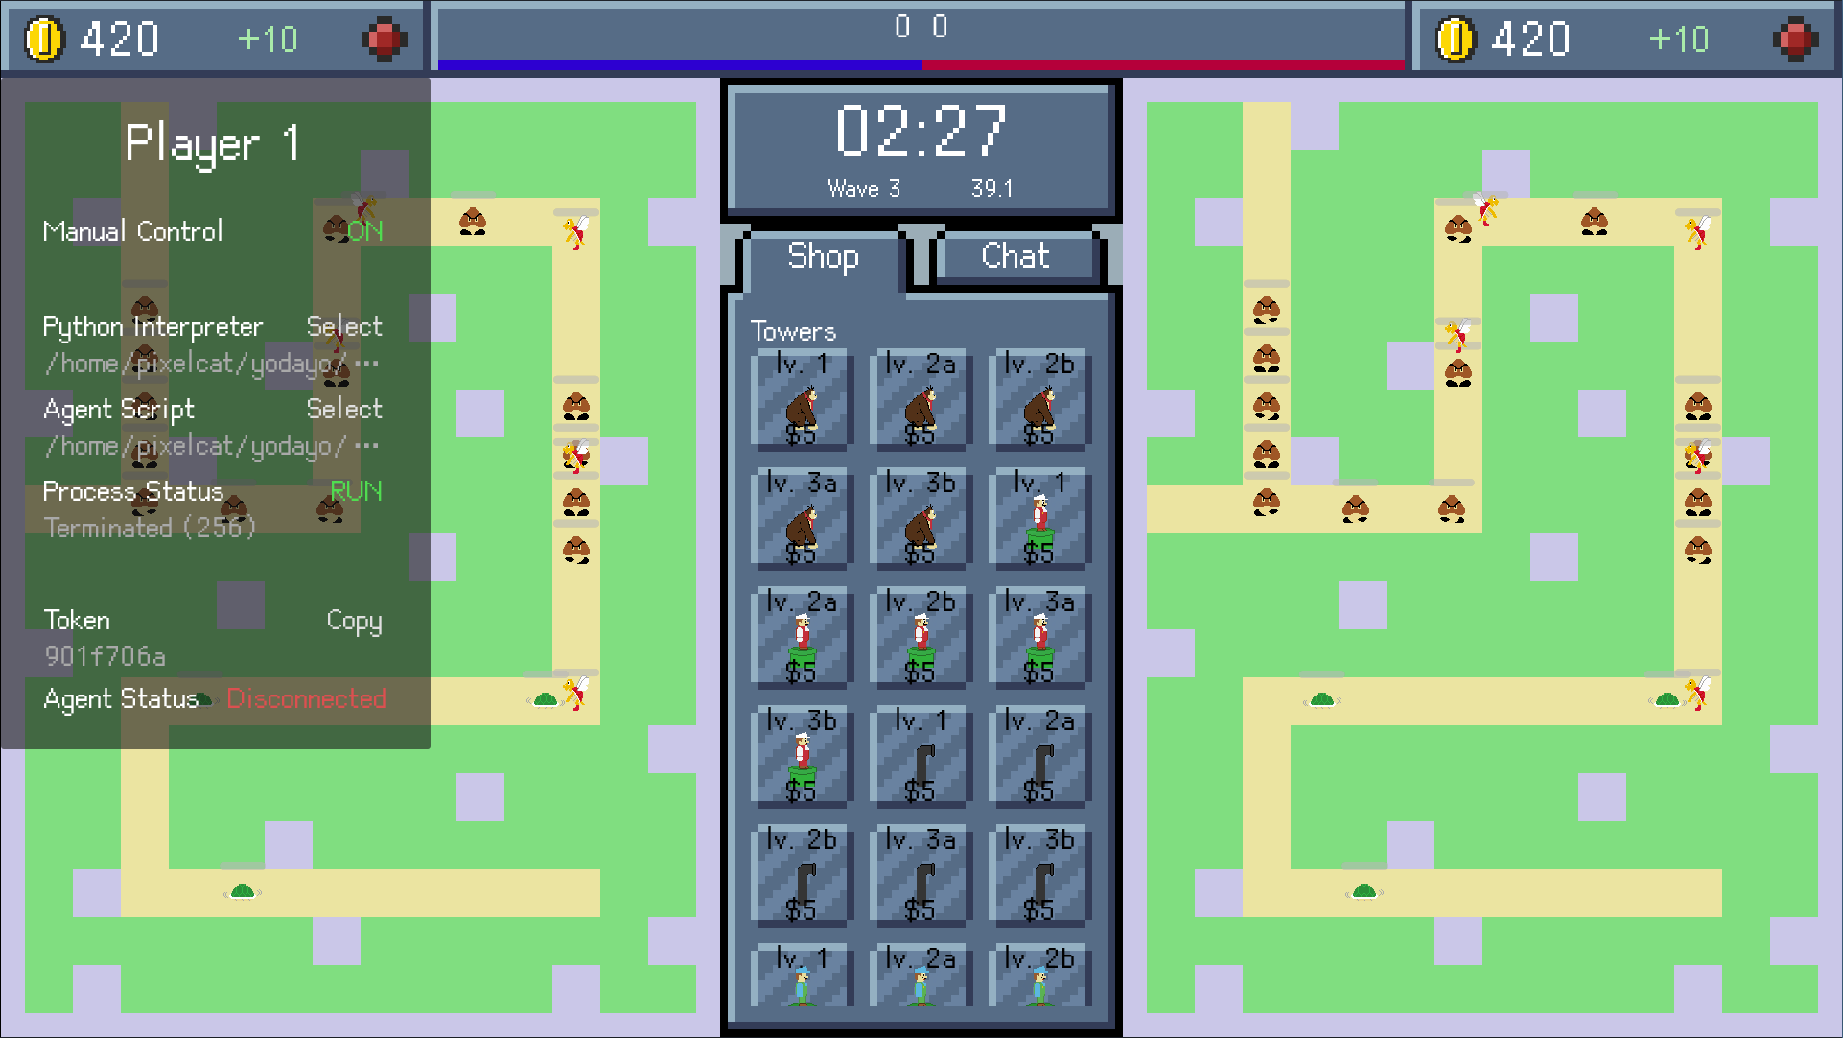 420 +10
0 0
420 +10
Player 1
Manual Control ON
Python Interpreter Select
/home/pixelcat/yodayo/ ...
Agent Script Select
/home/pixelcat/yodayo/ ...
Process Status RUN
Terminated (256)
Token Copy
901f706a
Agent Status Disconnected
02:27
Wave 3 39.1
Shop Chat
Towers
lv. 1 lv. 2a lv. 2b
$5 $5 $5
lv. 3a lv. 3b lv. 1
$5 $5 $5
lv. 2a lv. 2b lv. 3a
$5 $5 $5
lv. 3b lv. 1 lv. 2a
$5 $5 $5
lv. 2b lv. 3a lv. 3b
$5 $5 $5
lv. 1 lv. 2a lv. 2b